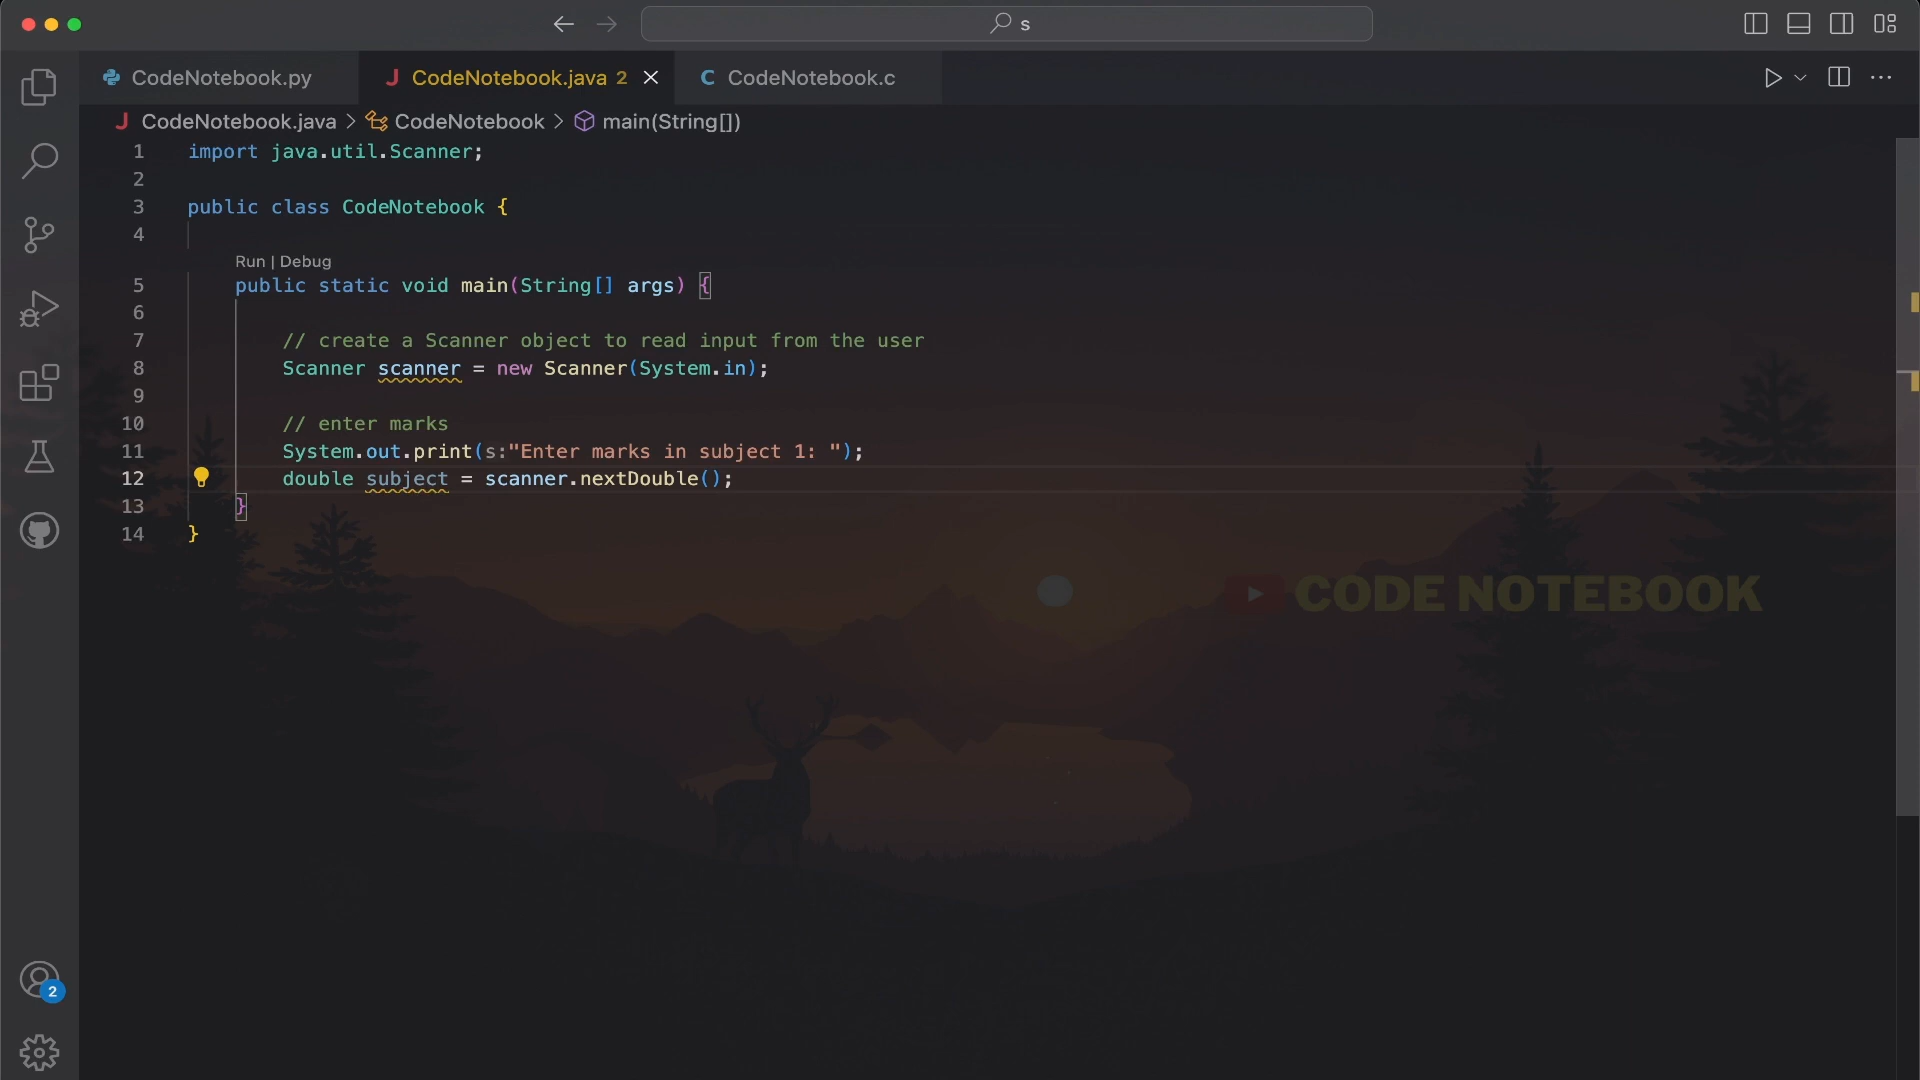 s
CodeNotebook.py
CodeNotebook.java 2
CodeNotebook.c
CodeNotebook.java > CodeNotebook > main(String[])
1 import java.util.Scanner;
2
3 public class CodeNotebook {
4
Run | Debug
5 public static void main(String[] args) {
6
7 // create a Scanner object to read input from the user
8 Scanner scanner = new Scanner(System.in);
9
10 // enter marks
11 System.out.print(s:"Enter marks in subject 1: ");
12 double subject = scanner.nextDouble();
13 }
14 }
CODE NOTEBOOK
2